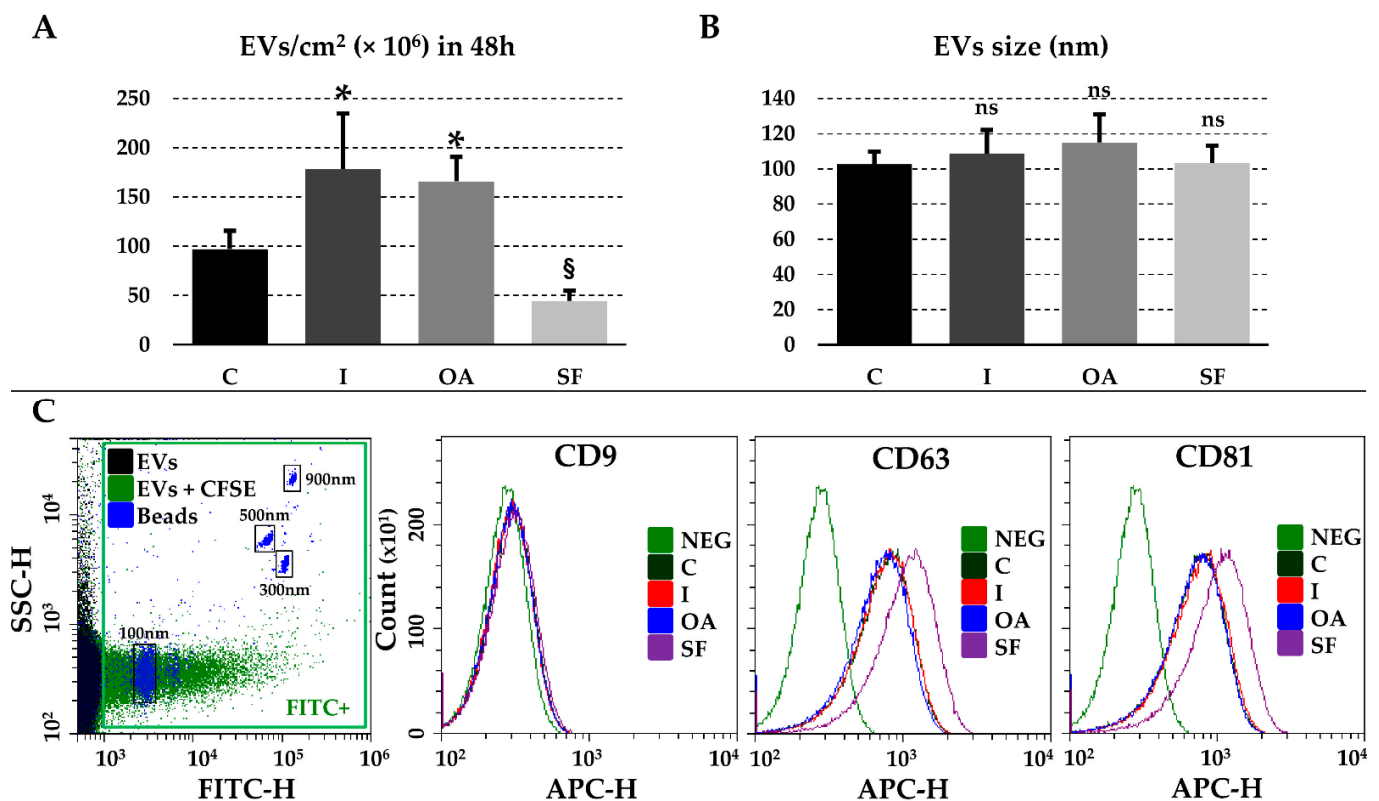 A
EVs/cm² (× 10⁶) in 48h
250
200
150
100
50
0
*
*
§
C I OA SF
B
EVs size (nm)
140
120
100
80
60
40
20
0
ns
ns
ns
C I OA SF
C
EVs
EVs + CFSE
Beads
900nm
500nm
300nm
100nm
FITC+
SSC-H
10⁴
10³
10²
10³ 10⁴ 10⁵ 10⁶
FITC-H
CD9
Count (x10¹)
200
100
0
NEG
C
I
OA
SF
10² 10³ 10⁴
APC-H
CD63
NEG
C
I
OA
SF
10² 10³ 10⁴
APC-H
CD81
NEG
C
I
OA
SF
10² 10³ 10⁴
APC-H